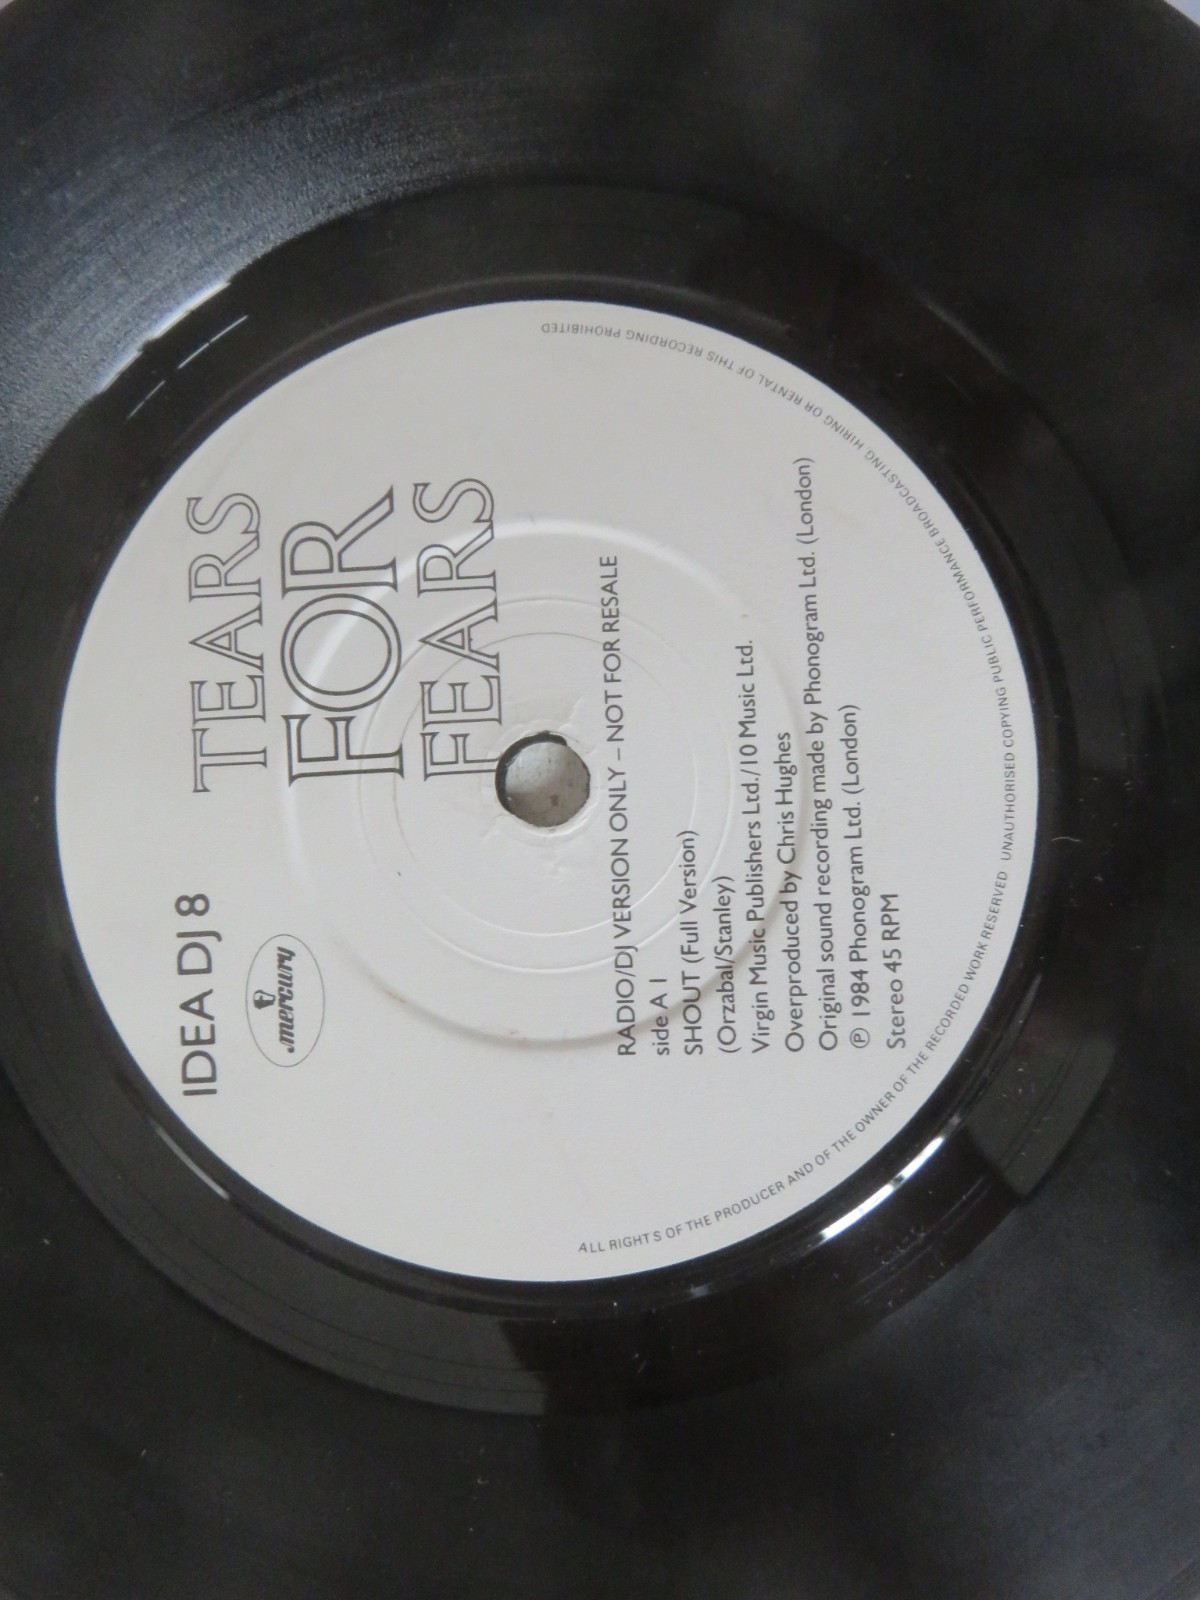 IDEA DJ 8
mercury
TEARS
FOR
FEARS
RADIO/DJ VERSION ONLY – NOT FOR RESALE
side A 1
SHOUT (Full Version)
(Orzabal/Stanley)
Virgin Music Publishers Ltd./10 Music Ltd.
Overproduced by Chris Hughes
Original sound recording made by Phonogram Ltd. (London)
℗ 1984 Phonogram Ltd. (London)
Stereo 45 RPM
ALL RIGHTS OF THE PRODUCER AND OF THE OWNER OF THE RECORDED WORK RESERVED UNAUTHORISED COPYING PUBLIC PERFORMANCE BROADCASTING HIRING OR RENTAL OF THIS RECORDING PROHIBITED